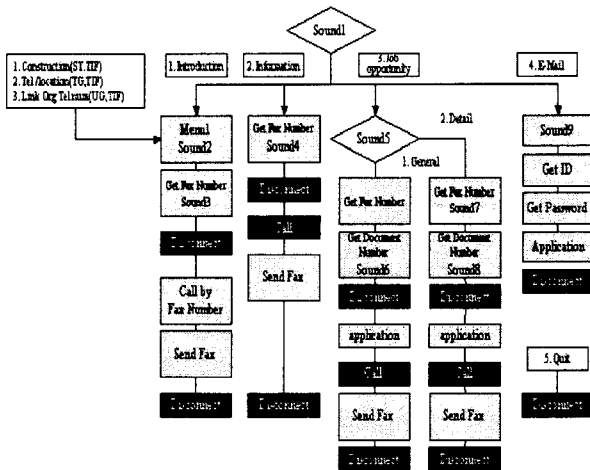 Sound1
1. Construction(ST,TIF)
2. Tel/location(TG,TIF)
3. Link Org Telnum(UG,TIF)
1. Introduction
2. Information
3. Job
opportunity
4. E-Mail
Menu1
Sound2
Get Fax Number
Sound3
Disconnect
Call by
Fax Number
Send Fax
Disconnect
Get Fax Number
Sound4
Disconnect
Call
Send Fax
Disconnect
Sound5
1. General
2. Detail
Get Fax Number
Get Document
Number
Sound6
Disconnect
application
Call
Send Fax
Disconnect
Get Fax Number
Sound7
Get Document
Number
Sound8
Disconnect
application
Call
Send Fax
Disconnect
Sound9
Get ID
Get Password
Application
Disconnect
5. Quit
Disconnect